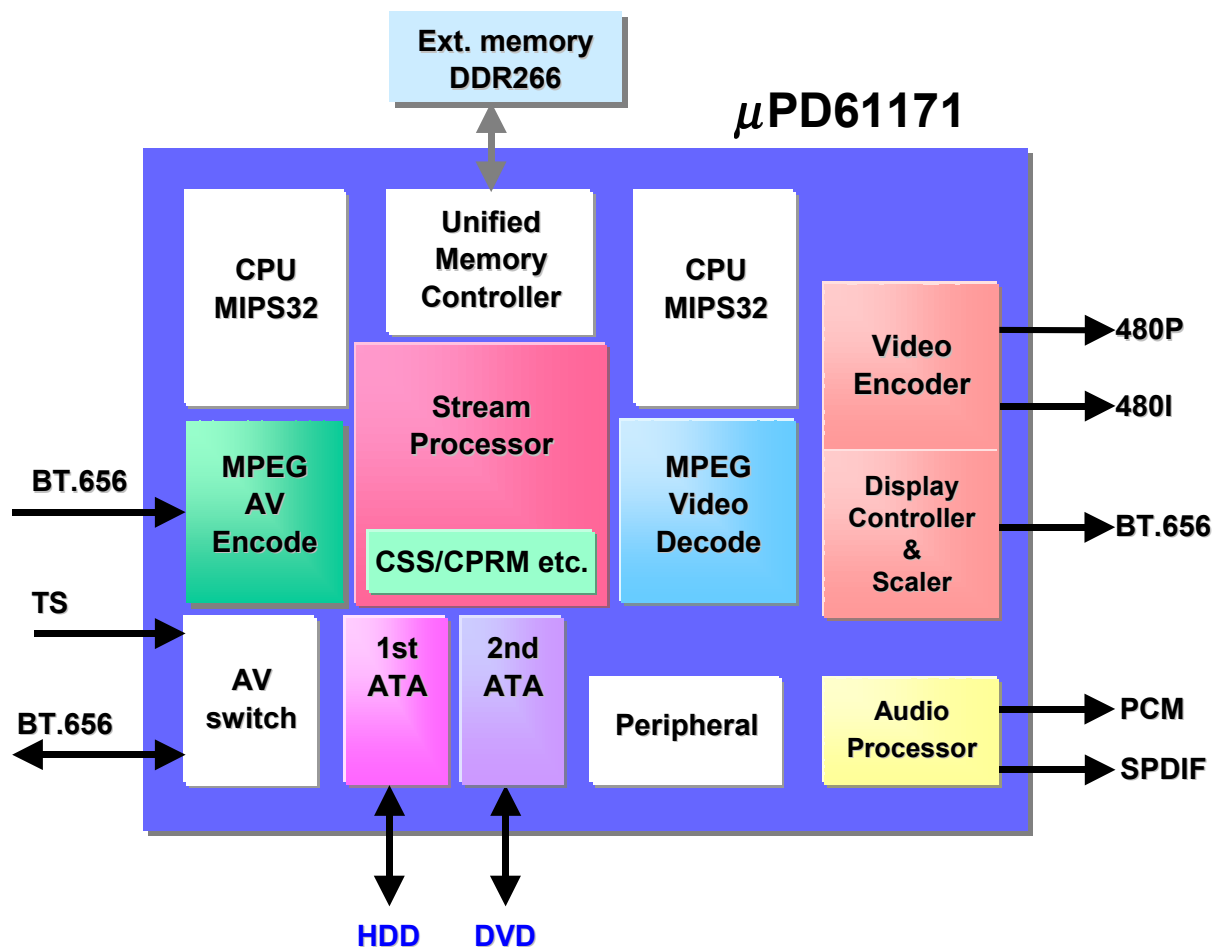 Ext. memory
DDR266
μPD61171
CPU
MIPS32
Unified
Memory
Controller
CPU
MIPS32
Video
Encoder
480P
480I
Stream
Processor
CSS/CPRM etc.
BT.656
MPEG
AV
Encode
MPEG
Video
Decode
Display
Controller
&
Scaler
BT.656
TS
BT.656
AV
switch
1st
ATA
2nd
ATA
Peripheral
Audio
Processor
PCM
SPDIF
HDD
DVD